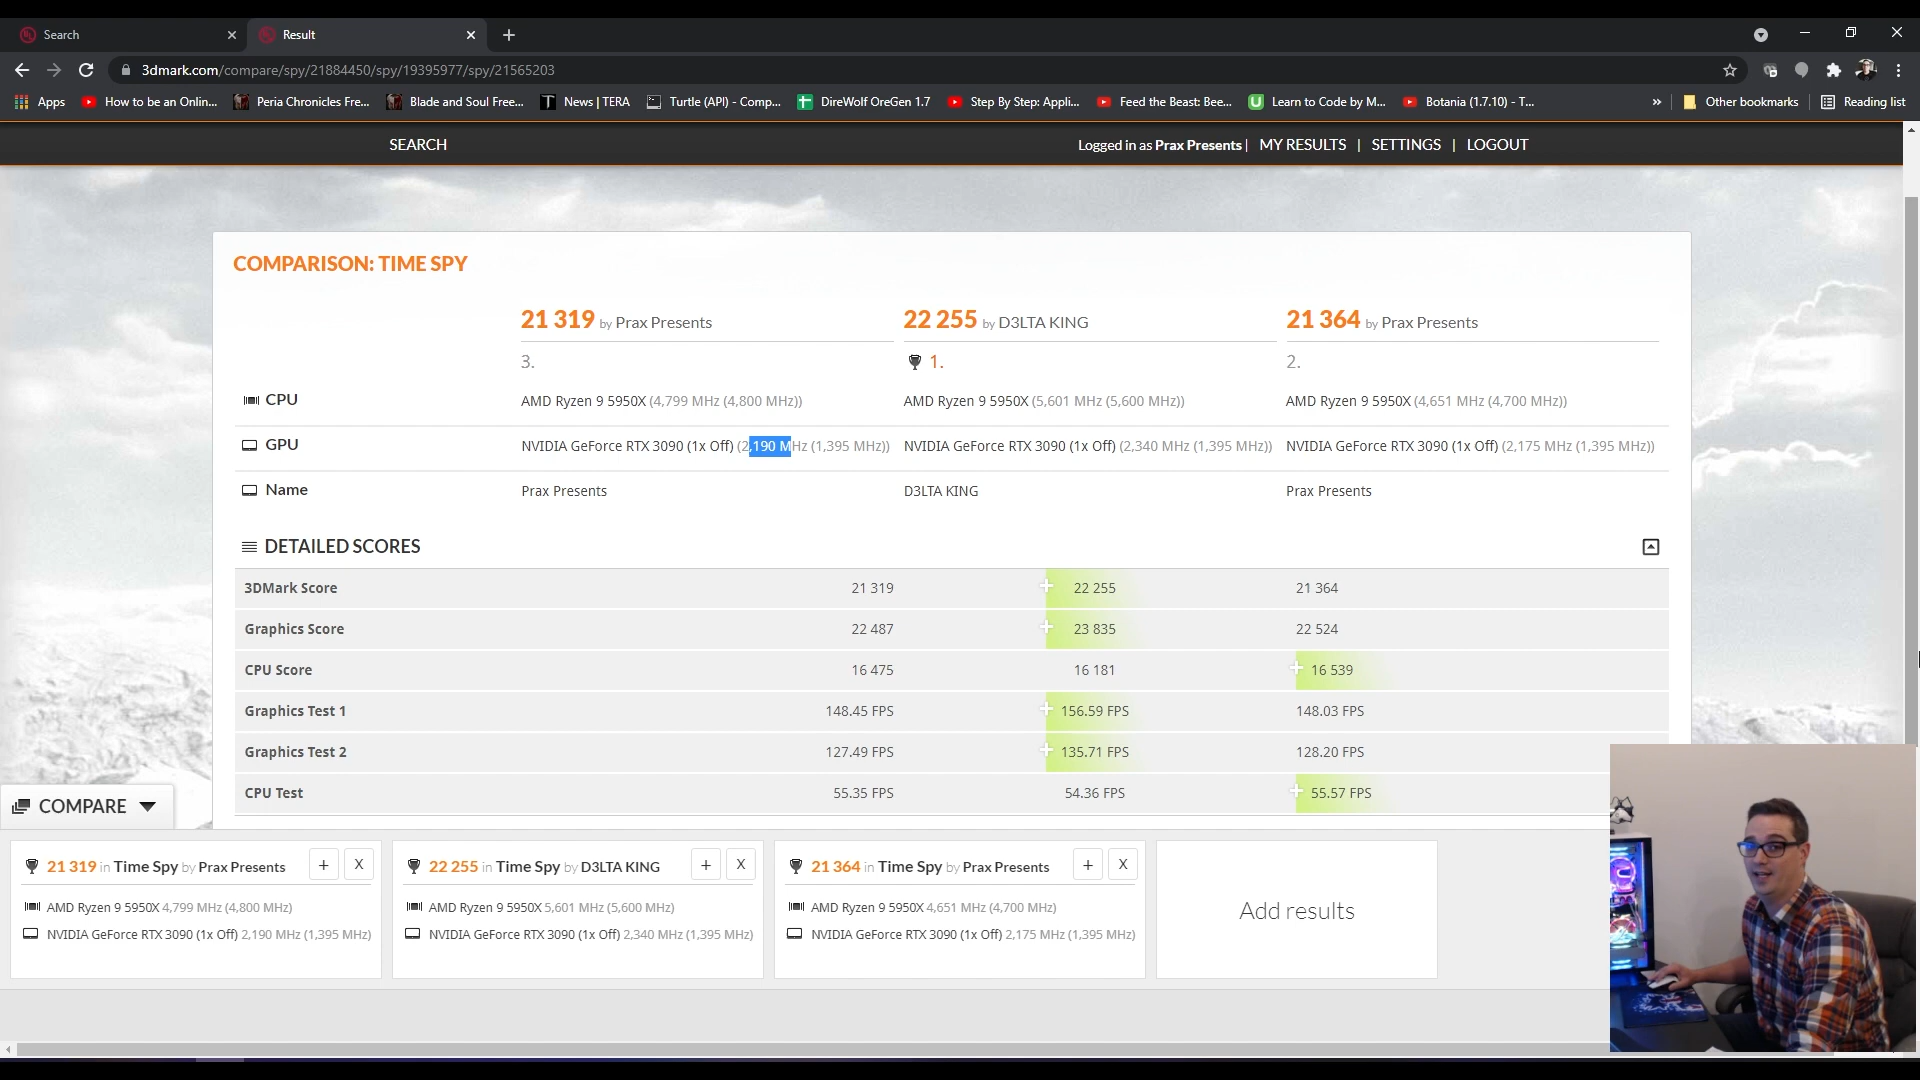 Search
Result
3dmark.com/compare/spy/21884450/spy/19395977/spy/21565203
Apps How to be an Onlin... Peria Chronicles Fre... Blade and Soul Free... News | TERA Turtle (API) - Comp... DireWolf OreGen 1.7 Step By Step: Appli... Feed the Beast: Bee... Learn to Code by M... Botania (1.7.10) - T... » Other bookmarks Reading list
SEARCH Logged in as Prax Presents | MY RESULTS | SETTINGS | LOGOUT
COMPARISON: TIME SPY
21 319 by Prax Presents 22 255 by D3LTA KING 21 364 by Prax Presents
3. 1. 2.
CPU AMD Ryzen 9 5950X (4,799 MHz (4,800 MHz)) AMD Ryzen 9 5950X (5,601 MHz (5,600 MHz)) AMD Ryzen 9 5950X (4,651 MHz (4,700 MHz))
GPU NVIDIA GeForce RTX 3090 (1x Off) (2,190 MHz (1,395 MHz)) NVIDIA GeForce RTX 3090 (1x Off) (2,340 MHz (1,395 MHz)) NVIDIA GeForce RTX 3090 (1x Off) (2,175 MHz (1,395 MHz))
Name Prax Presents D3LTA KING Prax Presents
DETAILED SCORES
3DMark Score 21 319 22 255 21 364
Graphics Score 22 487 23 835 22 524
CPU Score 16 475 16 181 16 539
Graphics Test 1 148.45 FPS 156.59 FPS 148.03 FPS
Graphics Test 2 127.49 FPS 135.71 FPS 128.20 FPS
CPU Test 55.35 FPS 54.36 FPS 55.57 FPS
COMPARE
21 319 in Time Spy by Prax Presents + X 22 255 in Time Spy by D3LTA KING + X 21 364 in Time Spy by Prax Presents + X
AMD Ryzen 9 5950X 4,799 MHz (4,800 MHz) AMD Ryzen 9 5950X 5,601 MHz (5,600 MHz) AMD Ryzen 9 5950X 4,651 MHz (4,700 MHz)
NVIDIA GeForce RTX 3090 (1x Off) 2,190 MHz (1,395 MHz) NVIDIA GeForce RTX 3090 (1x Off) 2,340 MHz (1,395 MHz) NVIDIA GeForce RTX 3090 (1x Off) 2,175 MHz (1,395 MHz)
Add results